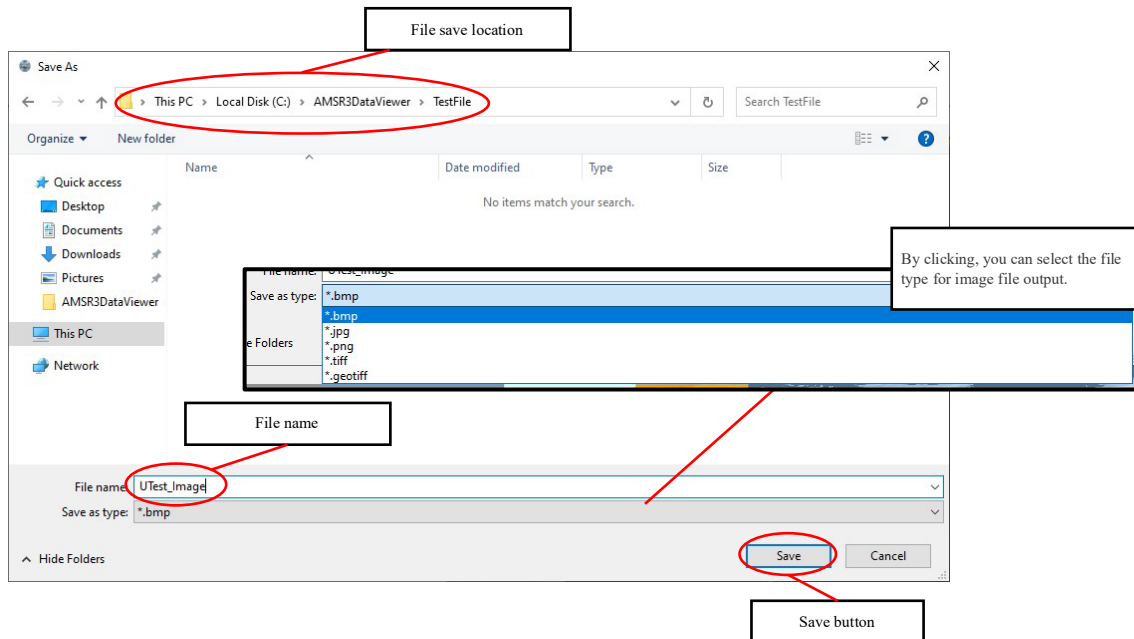 File save location
Save As
This PC > Local Disk (C:) > AMSR3DataViewer > TestFile
Search TestFile
Organize
New folder
Name
Date modified
Type
Size
Quick access
No items match your search.
Desktop
Documents
Downloads
Pictures
AMSR3DataViewer
This PC
Network
By clicking, you can select the file
type for image file output.
File name: UTest_Image
Save as type: *.bmp
*.bmp
*.jpg
e Folders
*.png
*.tiff
*.geotiff
File name
File name: UTest_Image
Save as type: *.bmp
Hide Folders
Save
Cancel
Save button